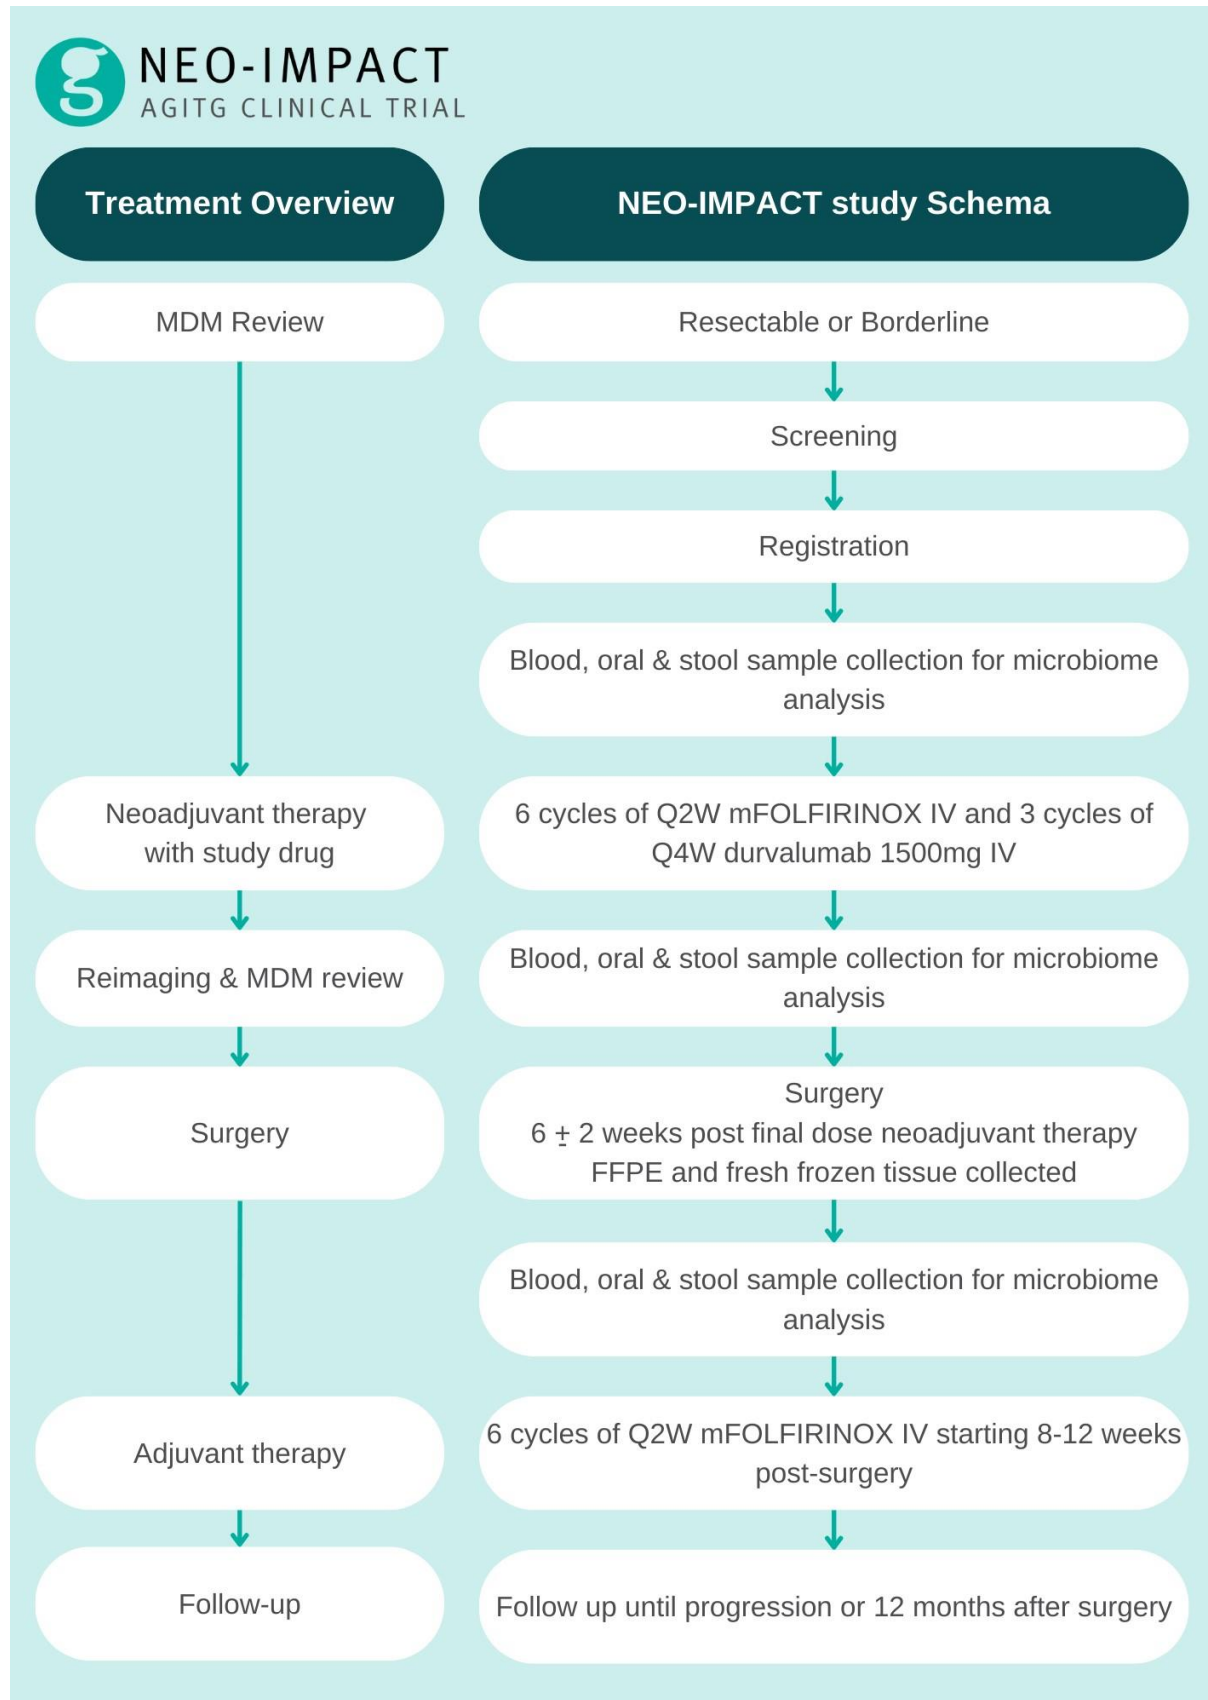 g NEO-IMPACT
AGITG CLINICAL TRIAL
Treatment Overview
NEO-IMPACT study Schema
MDM Review
Resectable or Borderline
Screening
Registration
Blood, oral & stool sample collection for microbiome
analysis
Neoadjuvant therapy
with study drug
6 cycles of Q2W mFOLFIRINOX IV and 3 cycles of
Q4W durvalumab 1500mg IV
Reimaging & MDM review
Blood, oral & stool sample collection for microbiome
analysis
Surgery
Surgery
6 ± 2 weeks post final dose neoadjuvant therapy
FFPE and fresh frozen tissue collected
Blood, oral & stool sample collection for microbiome
analysis
Adjuvant therapy
6 cycles of Q2W mFOLFIRINOX IV starting 8-12 weeks
post-surgery
Follow-up
Follow up until progression or 12 months after surgery